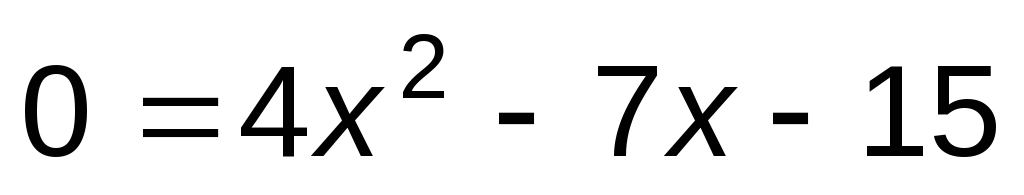 0 = 4x² - 7x - 15